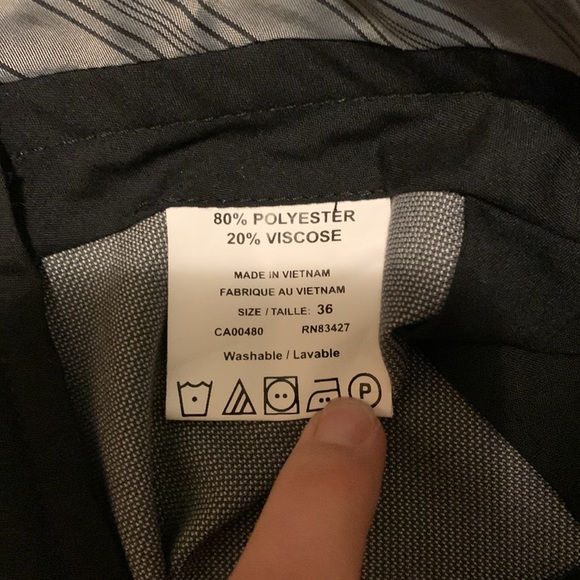 80% POLYESTER
20% VISCOSE
MADE IN VIETNAM
FABRIQUE AU VIETNAM
SIZE / TAILLE: 36
CA00480 RN83427
Washable / Lavable
P